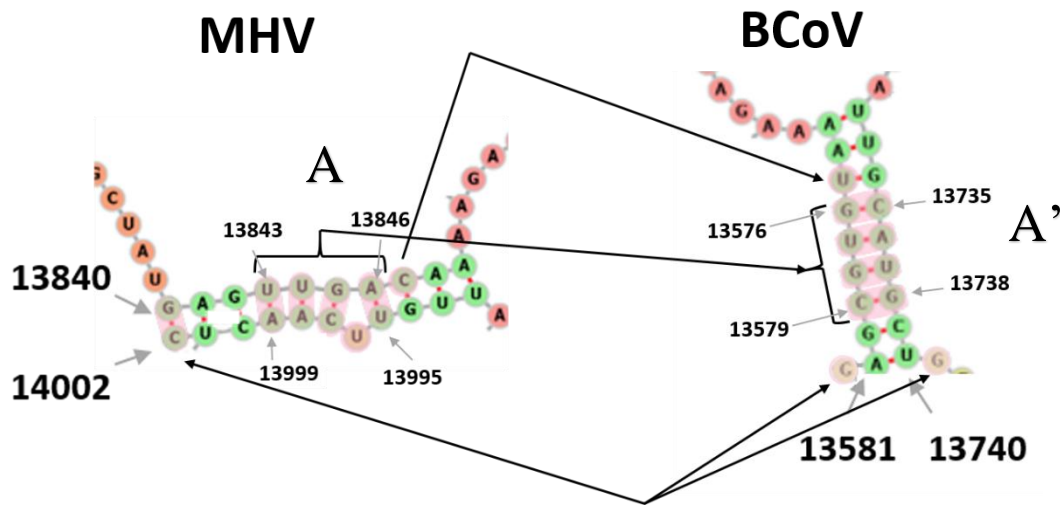 MHV
BCoV
A
A'
13843
13846
13840
14002
13999
13995
13576
13579
13735
13738
13581
13740
G C U A U
G A G U U G A C A A
A G A A
C U C A A C U U G U U A
A G A A A
A U G U G C G A G
A U U G C A U G C U G